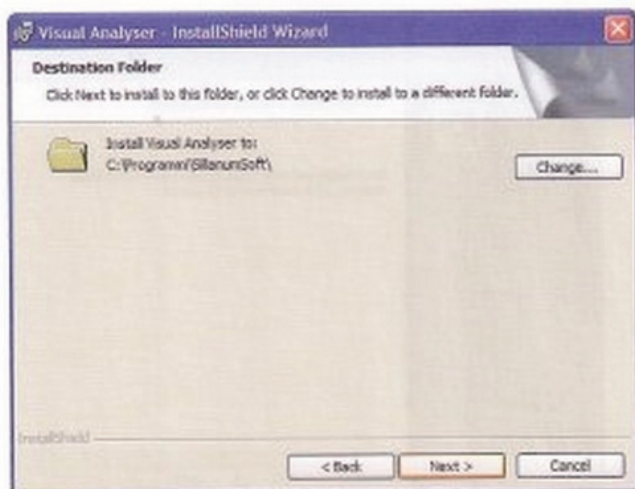 Visual Analyser - InstallShield Wizard
Destination Folder
Click Next to install to this folder, or click Change to install to a different folder.
Install Visual Analyser to:
C:\Programmi\SillanumSoft\
Change...
InstallShield
< Back
Next >
Cancel